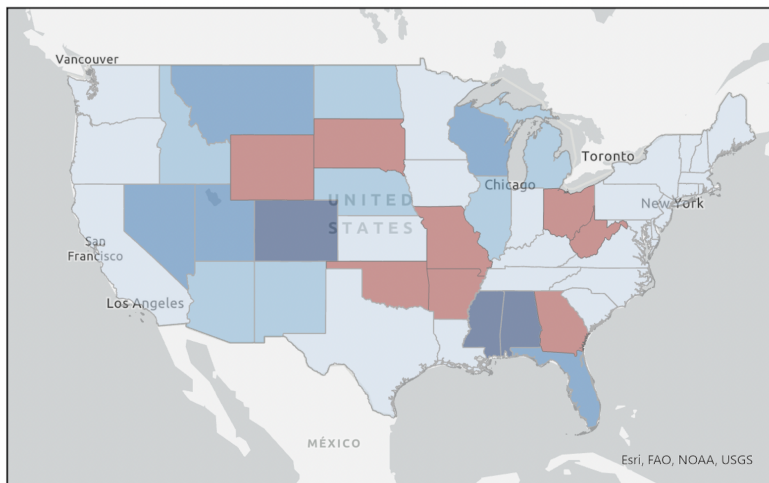 Vancouver
Toronto
Chicago
UNITED
STATES
New York
San
Francisco
Los Angeles
MÉXICO
Esri, FAO, NOAA, USGS